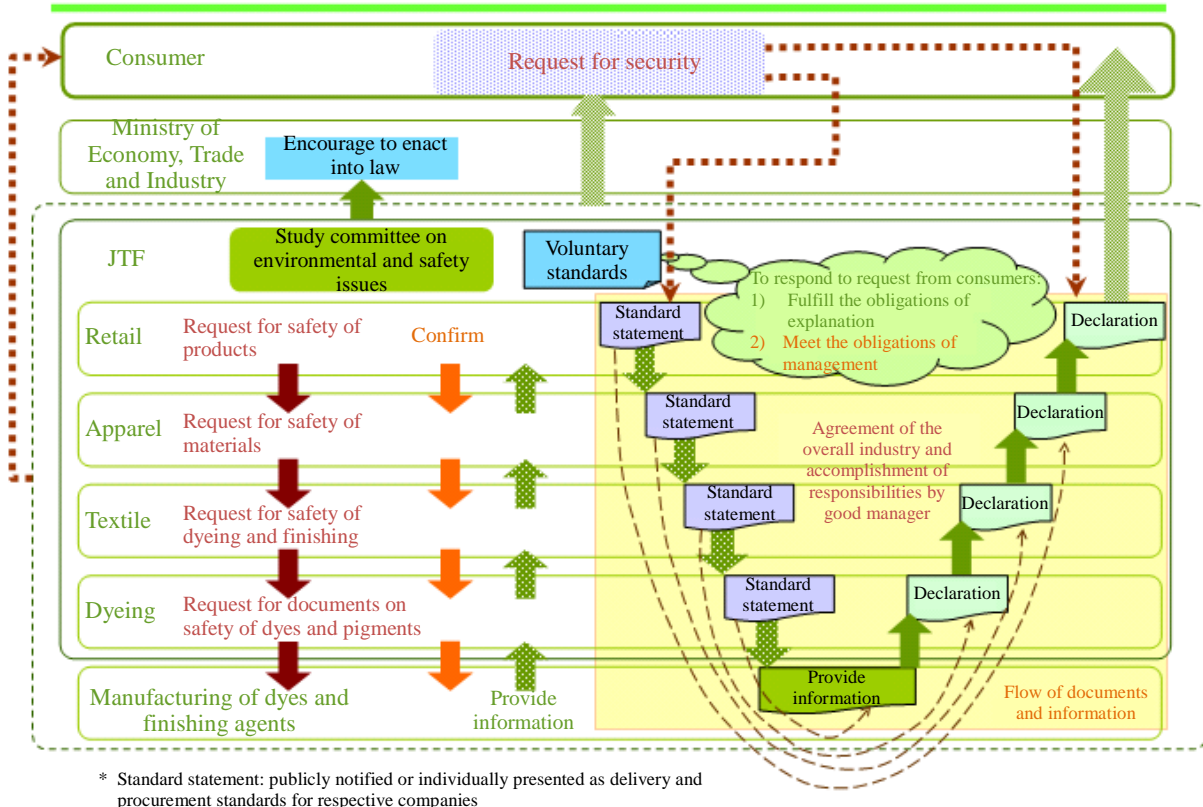 Consumer
Request for security
Ministry of
Economy, Trade
and Industry
Encourage to enact
into law
JTF
Study committee on
environmental and safety
issues
Voluntary
standards
To respond to request from consumers:
1) Fulfill the obligations of
explanation
2) Meet the obligations of
management
Retail
Request for safety of
products
Confirm
Standard
statement
Declaration
Apparel
Request for safety of
materials
Standard
statement
Agreement of the
overall industry and
accomplishment of
responsibilities by
good manager
Declaration
Textile
Request for safety of
dyeing and finishing
Standard
statement
Declaration
Dyeing
Request for documents on
safety of dyes and pigments
Standard
statement
Declaration
Manufacturing of dyes and
finishing agents
Provide
information
Provide
information
Flow of documents
and information
* Standard statement: publicly notified or individually presented as delivery and
procurement standards for respective companies